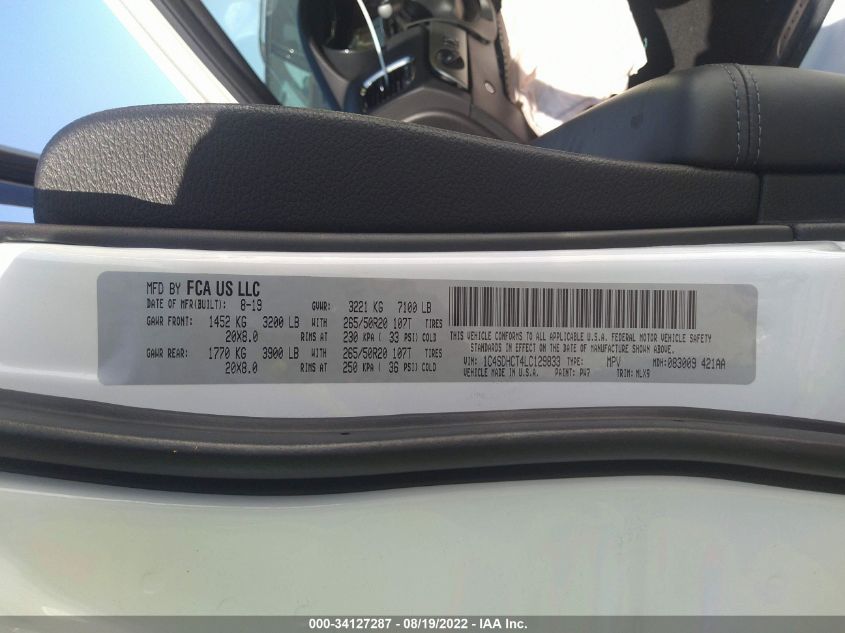 MFD BY FCA US LLC
DATE OF MFR(BUILT): 8-19 GVWR: 3221 KG 7100 LB
GAWR FRONT: 1452 KG 3200 LB WITH 265/50R20 107T TIRES
20X8.0 RIMS AT 230 KPA ( 33 PSI) COLD
GAWR REAR: 1770 KG 3900 LB WITH 265/50R20 107T TIRES
20X8.0 RIMS AT 250 KPA ( 36 PSI) COLD
THIS VEHICLE CONFORMS TO ALL APPLICABLE U.S.A. FEDERAL MOTOR VEHICLE SAFETY
STANDARDS IN EFFECT ON THE DATE OF MANUFACTURE SHOWN ABOVE.
VIN: 1C4SDHCT4LC129833 TYPE: MPV MDH: 083009 421AA
VEHICLE MADE IN U.S.A. PAINT: PW7 TRIM: MLX9
000-34127287 - 08/19/2022 - IAA Inc.